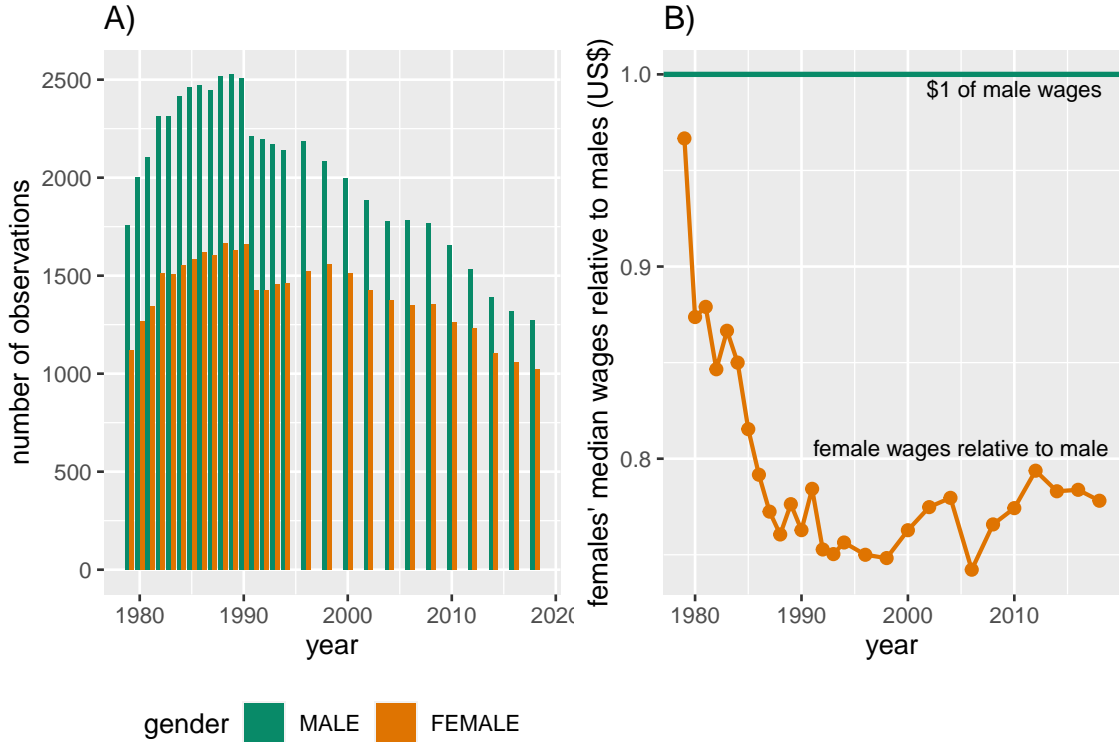 A)
number of observations
2500
2000
1500
1000
500
0
1980 1990 2000 2010 2020
year
B)
females' median wages relative to males (US$)
1.0
0.9
0.8
$1 of male wages
female wages relative to male
1980 1990 2000 2010
year
gender MALE FEMALE